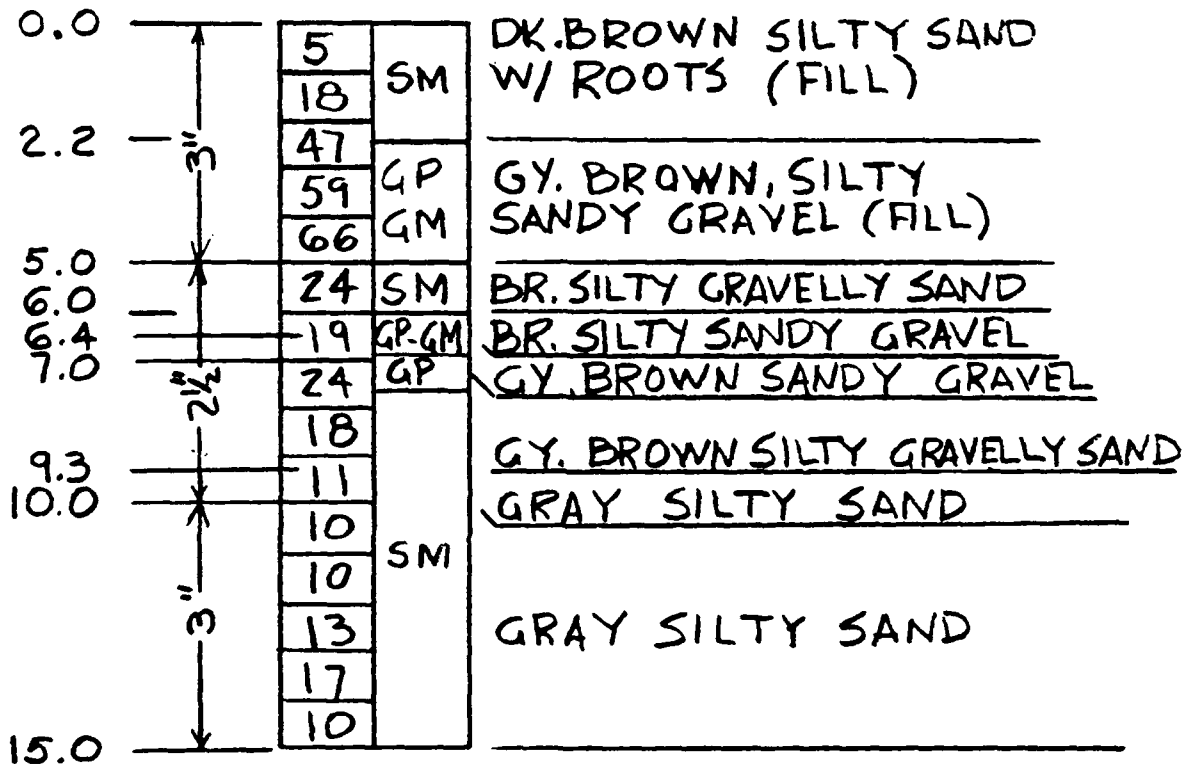 0.0
2.2
5.0
6.0
6.4
7.0
9.3
10.0
15.0
3"
2½"
3"
5
18
47
59
66
24
19
24
18
11
10
10
13
17
10
SM
GP
GM
SM
GP-GM
GP
SM
DK.BROWN SILTY SAND
W/ ROOTS (FILL)
GY. BROWN, SILTY
SANDY GRAVEL (FILL)
BR. SILTY GRAVELLY SAND
BR. SILTY SANDY GRAVEL
GY. BROWN SANDY GRAVEL
GY. BROWN SILTY GRAVELLY SAND
GRAY SILTY SAND
GRAY SILTY SAND